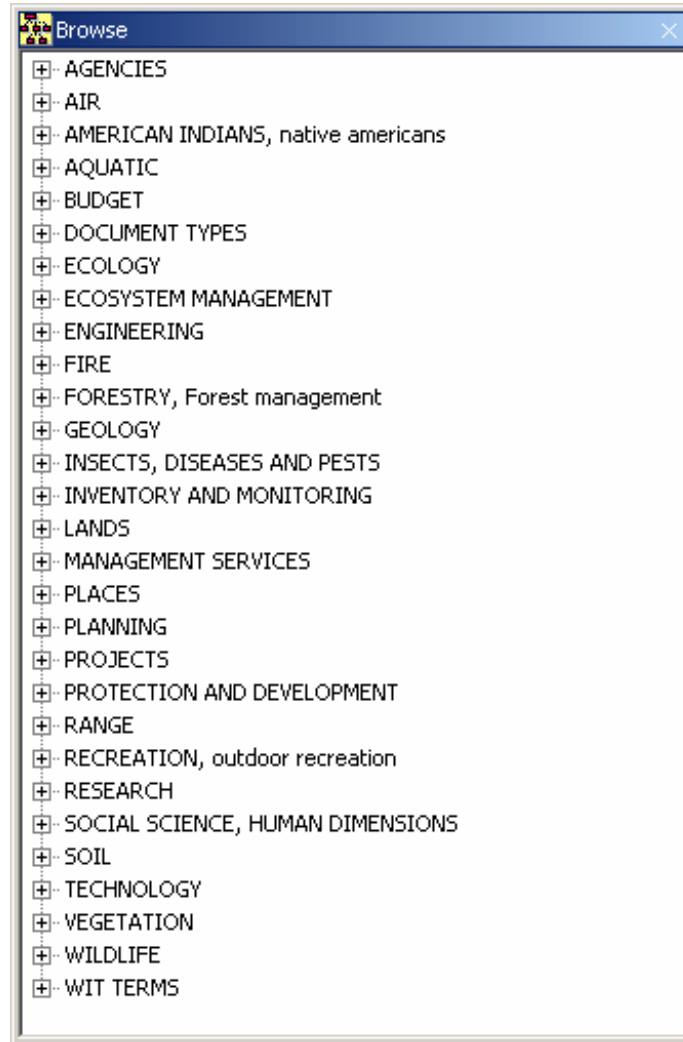 Browse
AGENCIES
AIR
AMERICAN INDIANS, native americans
AQUATIC
BUDGET
DOCUMENT TYPES
ECOLOGY
ECOSYSTEM MANAGEMENT
ENGINEERING
FIRE
FORESTRY, Forest management
GEOLOGY
INSECTS, DISEASES AND PESTS
INVENTORY AND MONITORING
LANDS
MANAGEMENT SERVICES
PLACES
PLANNING
PROJECTS
PROTECTION AND DEVELOPMENT
RANGE
RECREATION, outdoor recreation
RESEARCH
SOCIAL SCIENCE, HUMAN DIMENSIONS
SOIL
TECHNOLOGY
VEGETATION
WILDLIFE
WIT TERMS